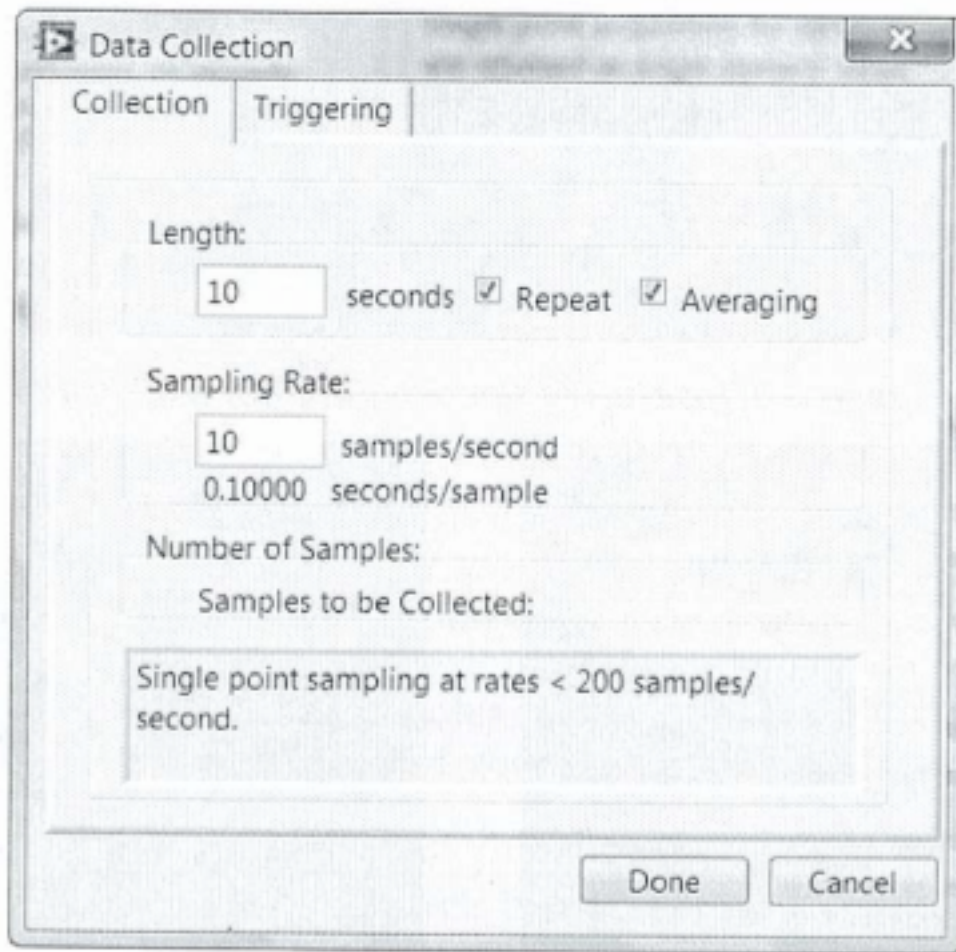 Data Collection
Collection Triggering
Length:
10 seconds Repeat Averaging
Sampling Rate:
10 samples/second
0.10000 seconds/sample
Number of Samples:
Samples to be Collected:
Single point sampling at rates < 200 samples/
second.
Done Cancel